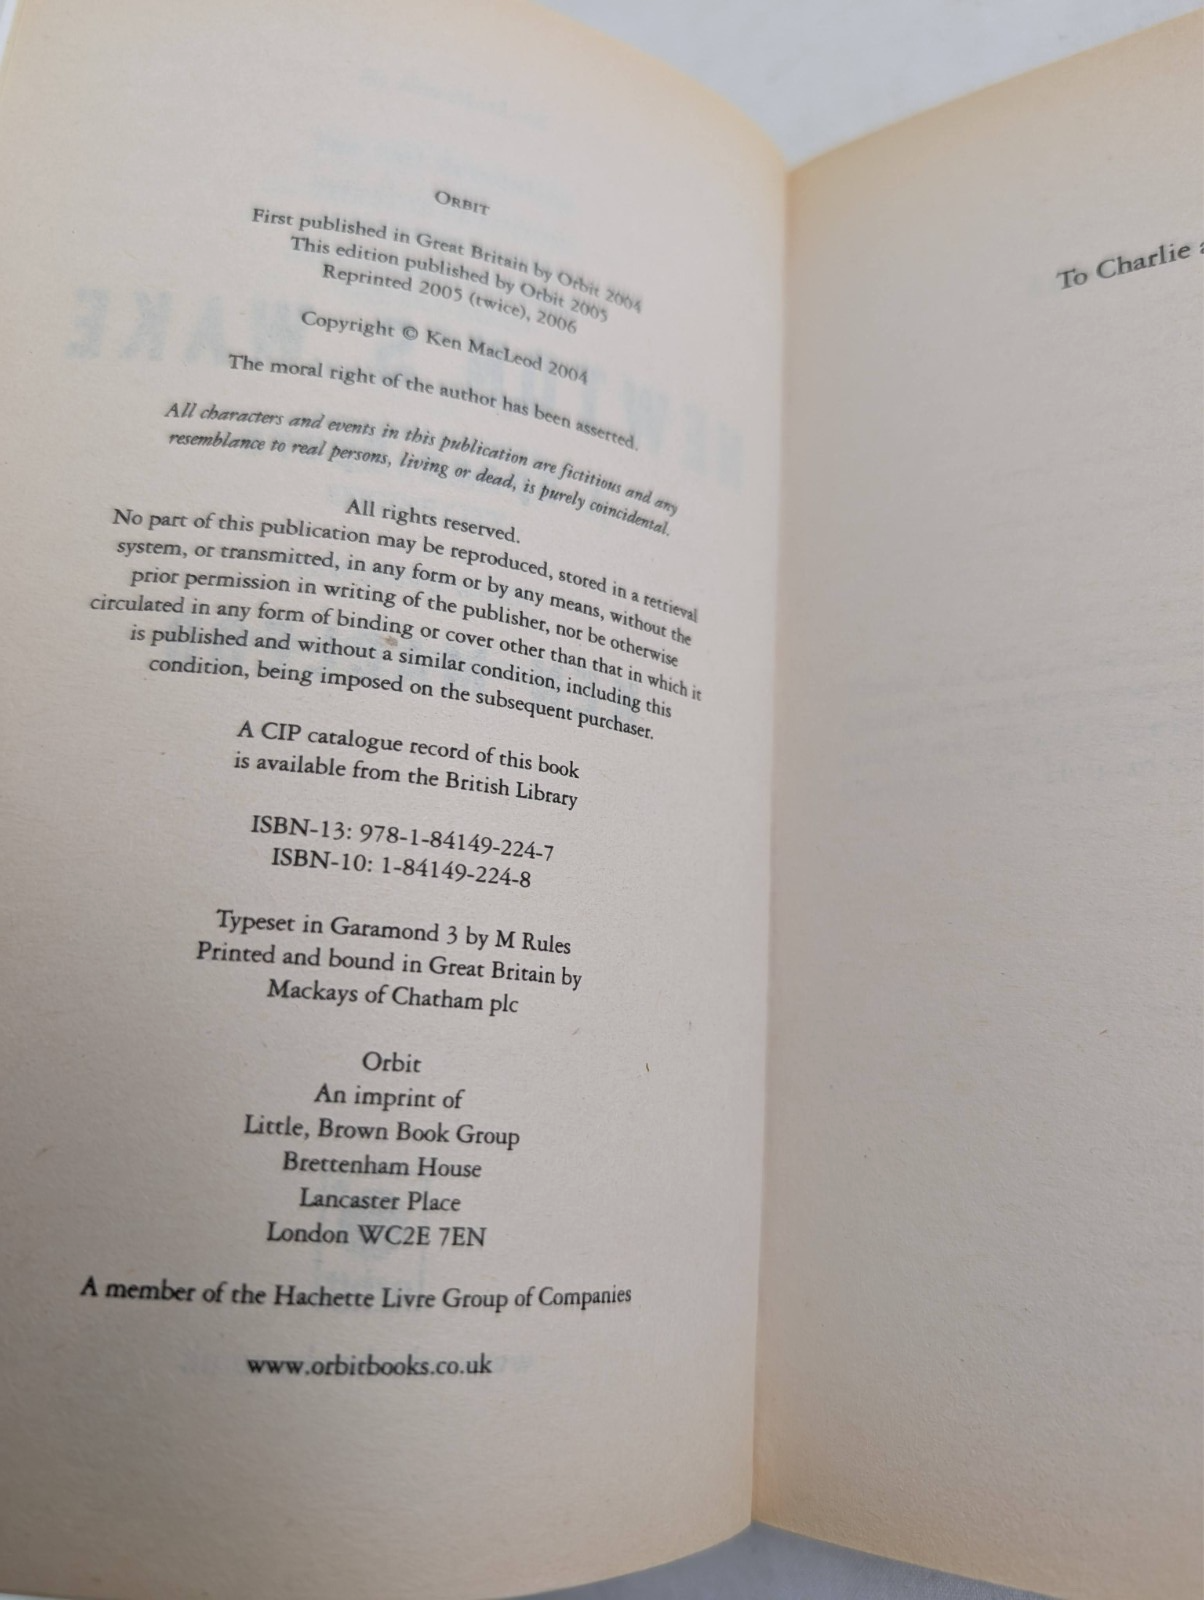 ORBIT
First published in Great Britain by Orbit 2004
This edition published by Orbit 2005
Reprinted 2005 (twice), 2006
Copyright © Ken MacLeod 2004
The moral right of the author has been asserted.
All characters and events in this publication are fictitious and any
resemblance to real persons, living or dead, is purely coincidental.
All rights reserved.
No part of this publication may be reproduced, stored in a retrieval
system, or transmitted, in any form or by any means, without the
prior permission in writing of the publisher, nor be otherwise
circulated in any form of binding or cover other than that in which it
is published and without a similar condition, including this
condition, being imposed on the subsequent purchaser.
A CIP catalogue record of this book
is available from the British Library
ISBN-13: 978-1-84149-224-7
ISBN-10: 1-84149-224-8
Typeset in Garamond 3 by M Rules
Printed and bound in Great Britain by
Mackays of Chatham plc
Orbit
An imprint of
Little, Brown Book Group
Brettenham House
Lancaster Place
London WC2E 7EN
A member of the Hachette Livre Group of Companies
www.orbitbooks.co.uk
To Charlie